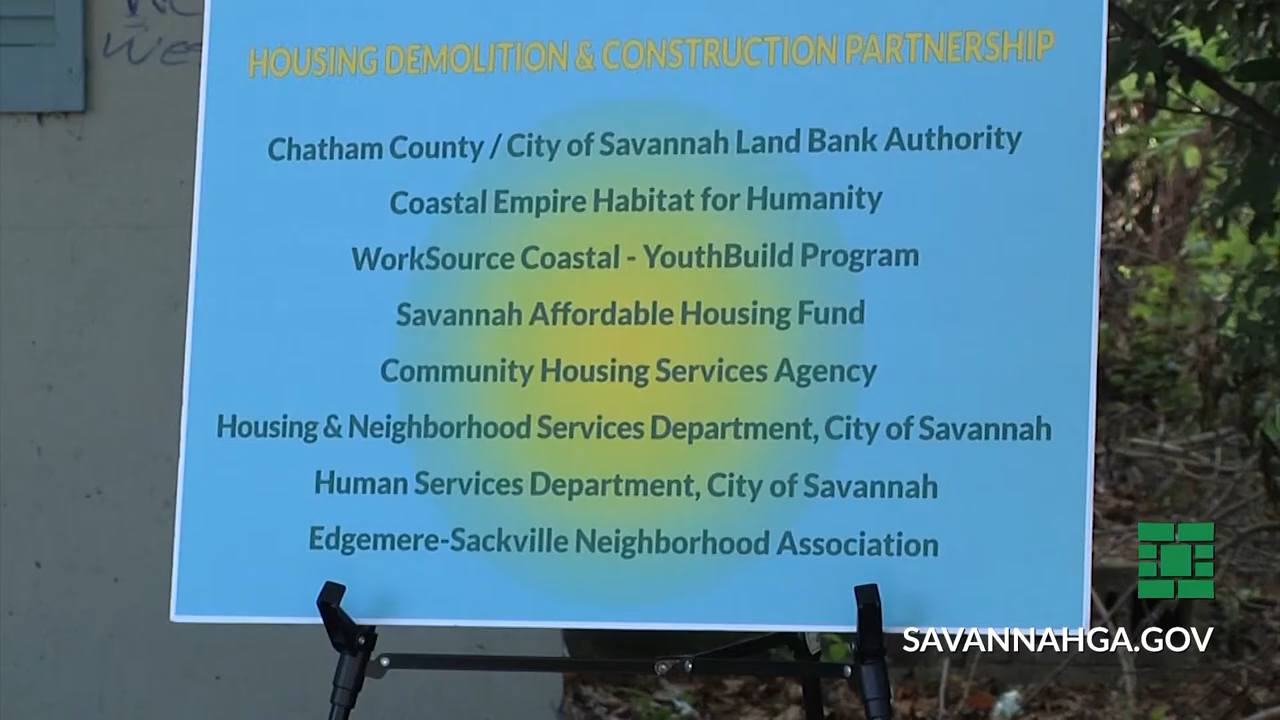 HOUSING DEMOLITION & CONSTRUCTION PARTNERSHIP
Chatham County / City of Savannah Land Bank Authority
Coastal Empire Habitat for Humanity
WorkSource Coastal - YouthBuild Program
Savannah Affordable Housing Fund
Community Housing Services Agency
Housing & Neighborhood Services Department, City of Savannah
Human Services Department, City of Savannah
Edgemere-Sackville Neighborhood Association
SAVANNAHGA.GOV